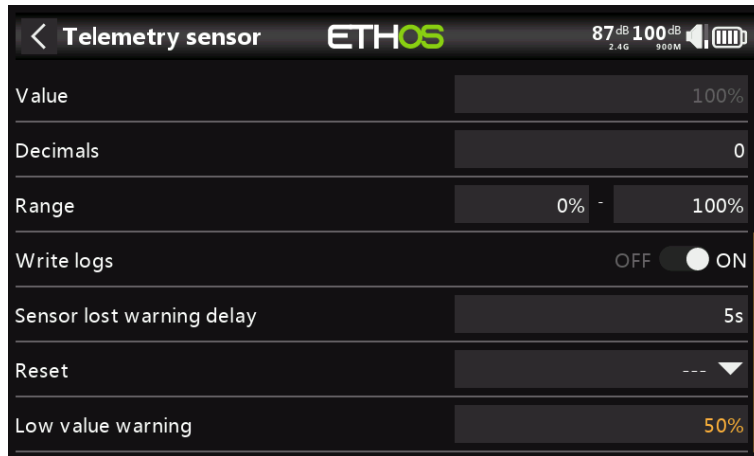 Telemetry sensor ETHOS 87dB 2.4G 100dB 900M
Value 100%
Decimals 0
Range 0% - 100%
Write logs OFF ON
Sensor lost warning delay 5s
Reset ---
Low value warning 50%